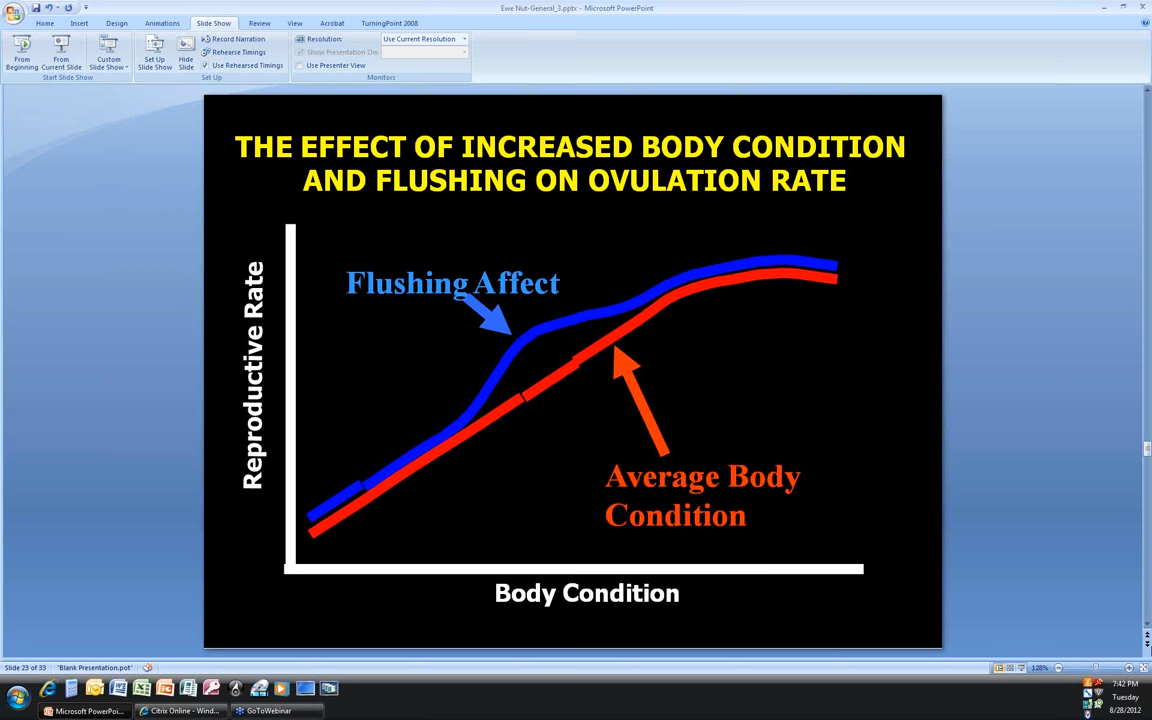 Ewe Nut-General_3.pptx - Microsoft PowerPoint
Home Insert Design Animations Slide Show Review View Acrobat TurningPoint 2008
From Beginning
From Current Slide
Custom Slide Show
Start Slide Show
Set Up Slide Show
Hide Slide
Record Narration
Rehearse Timings
Use Rehearsed Timings
Set Up
Resolution: Use Current Resolution
Show Presentation On:
Use Presenter View
Monitors
THE EFFECT OF INCREASED BODY CONDITION
AND FLUSHING ON OVULATION RATE
Flushing Affect
Reproductive Rate
Average Body
Condition
Body Condition
Slide 23 of 33 "Blank Presentation.pot" 128%
Microsoft PowerPoi... Citrix Online - Wind... GoToWebinar
7:42 PM
Tuesday
8/28/2012